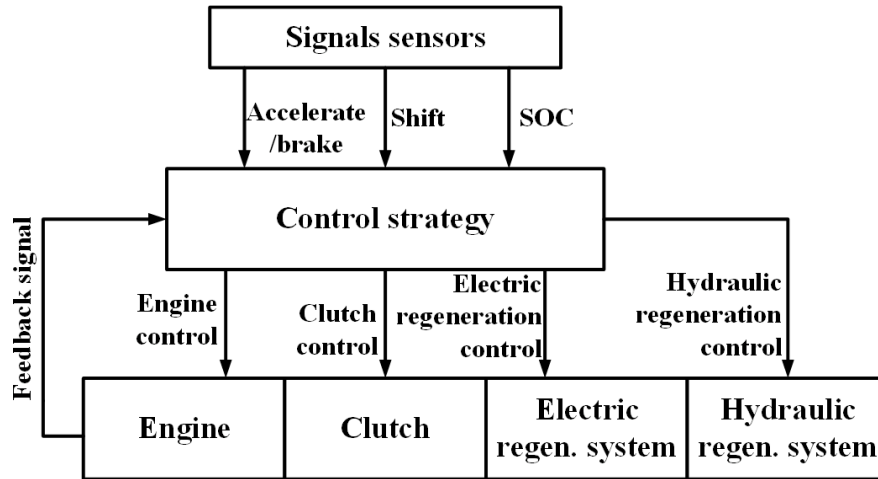 Signals sensors
Accelerate
/brake
Shift
SOC
Control strategy
Feedback signal
Engine
control
Clutch
control
Electric
regeneration
control
Hydraulic
regeneration
control
Engine
Clutch
Electric
regen. system
Hydraulic
regen. system